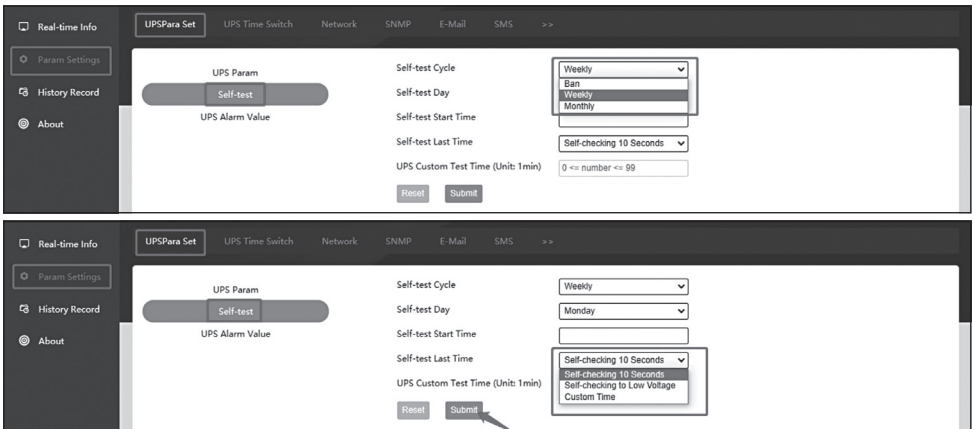 Real-time Info
Param Settings
History Record
About
UPSPara Set UPS Time Switch Network SNMP E-Mail SMS >>
UPS Param
Self-test
UPS Alarm Value
Self-test Cycle Weekly
Ban
Weekly
Monthly
Self-test Day
Self-test Start Time
Self-test Last Time Self-checking 10 Seconds
UPS Custom Test Time (Unit: 1min) 0 <= number <= 99
Reset Submit
Real-time Info
Param Settings
History Record
About
UPSPara Set UPS Time Switch Network SNMP E-Mail SMS >>
UPS Param
Self-test
UPS Alarm Value
Self-test Cycle Weekly
Self-test Day Monday
Self-test Start Time
Self-test Last Time Self-checking 10 Seconds
Self-checking 10 Seconds
Self-checking to Low Voltage
Custom Time
UPS Custom Test Time (Unit: 1min)
Reset Submit